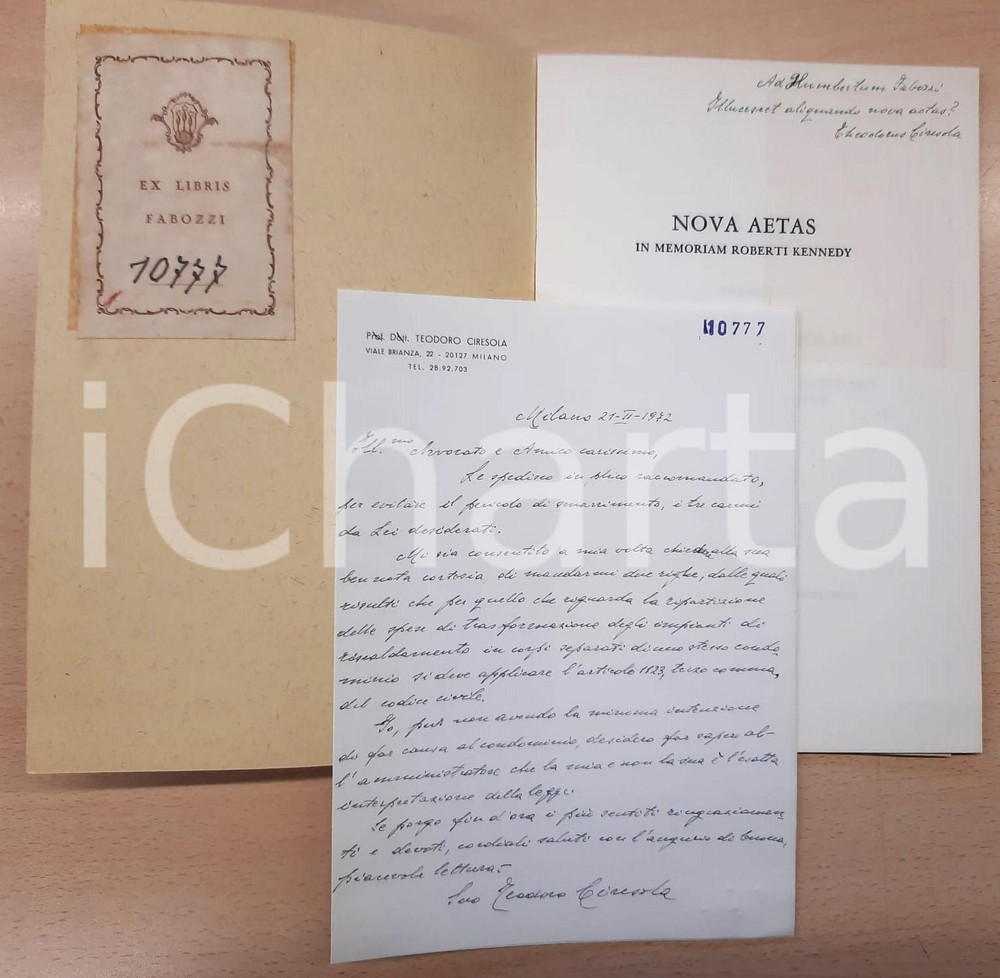 EX LIBRIS
FABOZZI
10777
Ad Humbertum Fabozzi
Illucescet aliquando nova aetas?
Theodorus Ciresola
NOVA AETAS
IN MEMORIAM ROBERTI KENNEDY
10777
Prof. Dott. TEODORO CIRESOLA
VIALE BRIANZA, 22 - 20127 MILANO
TEL. 28.92.703
Milano 21-II-1972
Ill.mo Avvocato e Amico carissimo,
Le spedisco in plico raccomandato,
per evitare il pericolo di smarrimento, i tre carmi
da Lei desiderati.
Mi sia consentito a mia volta chiedere alla sua
ben nota cortesia di mandarmi due righe, dalle quali
risulti che per quello che riguarda la ripartizione
delle spese di trasformazione degli impianti di
riscaldamento in corpi separati di uno stesso condo-
minio si deve applicare l'articolo 1123, terzo comma,
del codice civile.
Io, pur non avendo la minima intenzione
di far causa al condominio, desidero far sapere al-
l'amministratore che la mia e non la sua è l'esatta
interpretazione della legge.
Le porgo fin d'ora i più sentiti ringraziamen-
ti e devoti, cordiali saluti con l'augurio di buona,
piacevole lettura.
Suo Teodoro Ciresola
iCharta